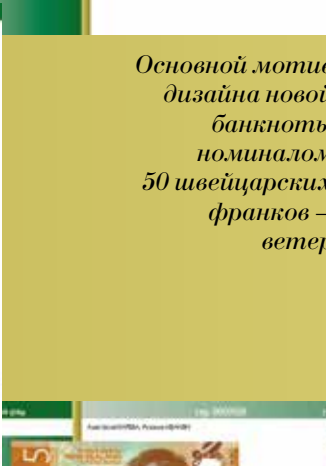 Основной мотив
дизайна новой
банкноты
номиналом
50 швейцарских
франков –
ветер